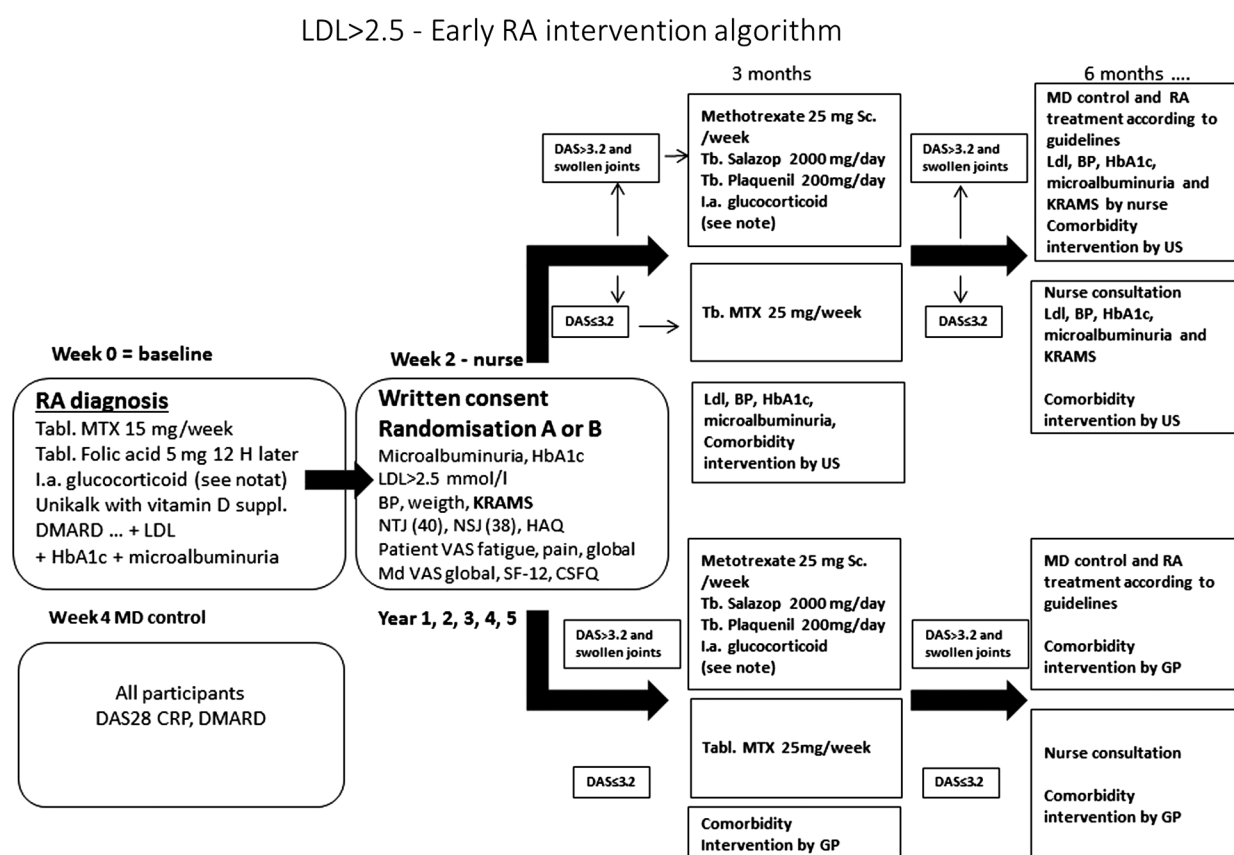 LDL>2.5 - Early RA intervention algorithm
3 months
6 months ....
Week 0 = baseline
RA diagnosis
Tabl. MTX 15 mg/week
Tabl. Folic acid 5 mg 12 H later
I.a. glucocorticoid (see notat)
Unikalk with vitamin D suppl.
DMARD ... + LDL
+ HbA1c + microalbuminuria
Week 4 MD control
All participants
DAS28 CRP, DMARD
Week 2 - nurse
Written consent
Randomisation A or B
Microalbuminuria, HbA1c
LDL>2.5 mmol/l
BP, weigth, KRAMS
NTJ (40), NSJ (38), HAQ
Patient VAS fatigue, pain, global
Md VAS global, SF-12, CSFQ
Year 1, 2, 3, 4, 5
DAS>3.2 and
swollen joints
DAS≤3.2
Methotrexate 25 mg Sc.
/week
Tb. Salazop 2000 mg/day
Tb. Plaquenil 200mg/day
I.a. glucocorticoid
(see note)
Tb. MTX 25 mg/week
Ldl, BP, HbA1c,
microalbuminuria,
Comorbidity
intervention by US
DAS>3.2 and
swollen joints
DAS≤3.2
MD control and RA
treatment according to
guidelines
Ldl, BP, HbA1c,
microalbuminuria and
KRAMS by nurse
Comorbidity
intervention by US
Nurse consultation
Ldl, BP, HbA1c,
microalbuminuria and
KRAMS
Comorbidity
intervention by US
DAS>3.2 and
swollen joints
DAS≤3.2
Metotrexate 25 mg Sc.
/week
Tb. Salazop 2000 mg/day
Tb. Plaquenil 200mg/day
I.a. glucocorticoid
(see note)
Tabl. MTX 25mg/week
Comorbidity
Intervention by GP
DAS>3.2 and
swollen joints
DAS≤3.2
MD control and RA
treatment according to
guidelines
Comorbidity
intervention by GP
Nurse consultation
Comorbidity
intervention by GP